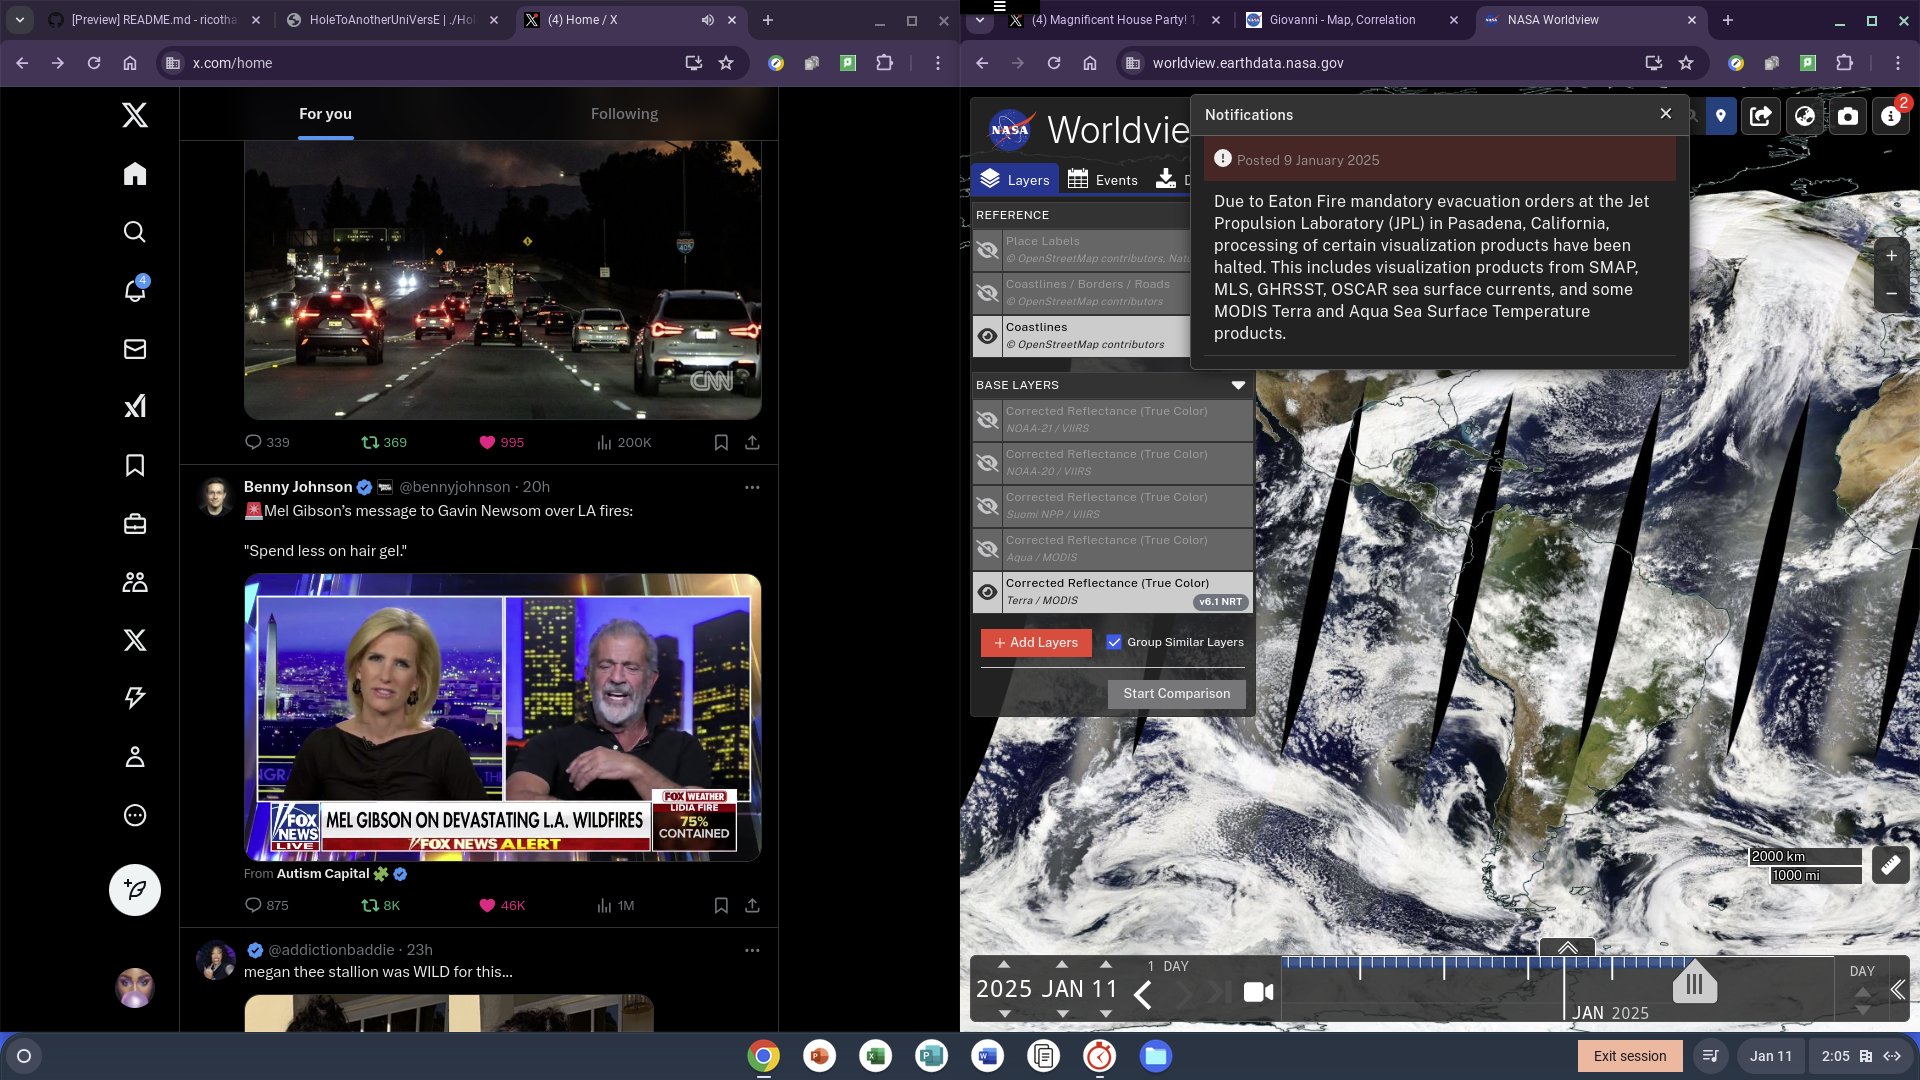 [Preview] README.md - ricotha
HoleToAnotherUniVersE | ./Hol
(4) Home / X
x.com/home
For you
Following
405
CNN
339
369
995
200K
Benny Johnson @bennyjohnson · 20h
🚨Mel Gibson's message to Gavin Newsom over LA fires:
"Spend less on hair gel."
FOX NEWS
LIVE
MEL GIBSON ON DEVASTATING L.A. WILDFIRES
FOX NEWS ALERT
FOX WEATHER
LIDIA FIRE
75%
CONTAINED
From Autism Capital 🧩
875
8K
46K
1M
@addictionbaddie · 23h
megan thee stallion was WILD for this...
4
(4) Magnificent House Party! 1
Giovanni - Map, Correlation
NASA Worldview
worldview.earthdata.nasa.gov
NASA
Worldvie
Layers
Events
D
REFERENCE
Place Labels
© OpenStreetMap contributors, Nat
Coastlines / Borders / Roads
© OpenStreetMap contributors
Coastlines
© OpenStreetMap contributors
BASE LAYERS
Corrected Reflectance (True Color)
NOAA-21 / VIIRS
Corrected Reflectance (True Color)
NOAA-20 / VIIRS
Corrected Reflectance (True Color)
Suomi NPP / VIIRS
Corrected Reflectance (True Color)
Aqua / MODIS
Corrected Reflectance (True Color)
Terra / MODIS
v6.1 NRT
+ Add Layers
Group Similar Layers
Start Comparison
Notifications
Posted 9 January 2025
Due to Eaton Fire mandatory evacuation orders at the Jet
Propulsion Laboratory (JPL) in Pasadena, California,
processing of certain visualization products have been
halted. This includes visualization products from SMAP,
MLS, GHRSST, OSCAR sea surface currents, and some
MODIS Terra and Aqua Sea Surface Temperature
products.
2
2000 km
1000 mi
2025 JAN 11
1 DAY
JAN 2025
DAY
Exit session
Jan 11
2:05